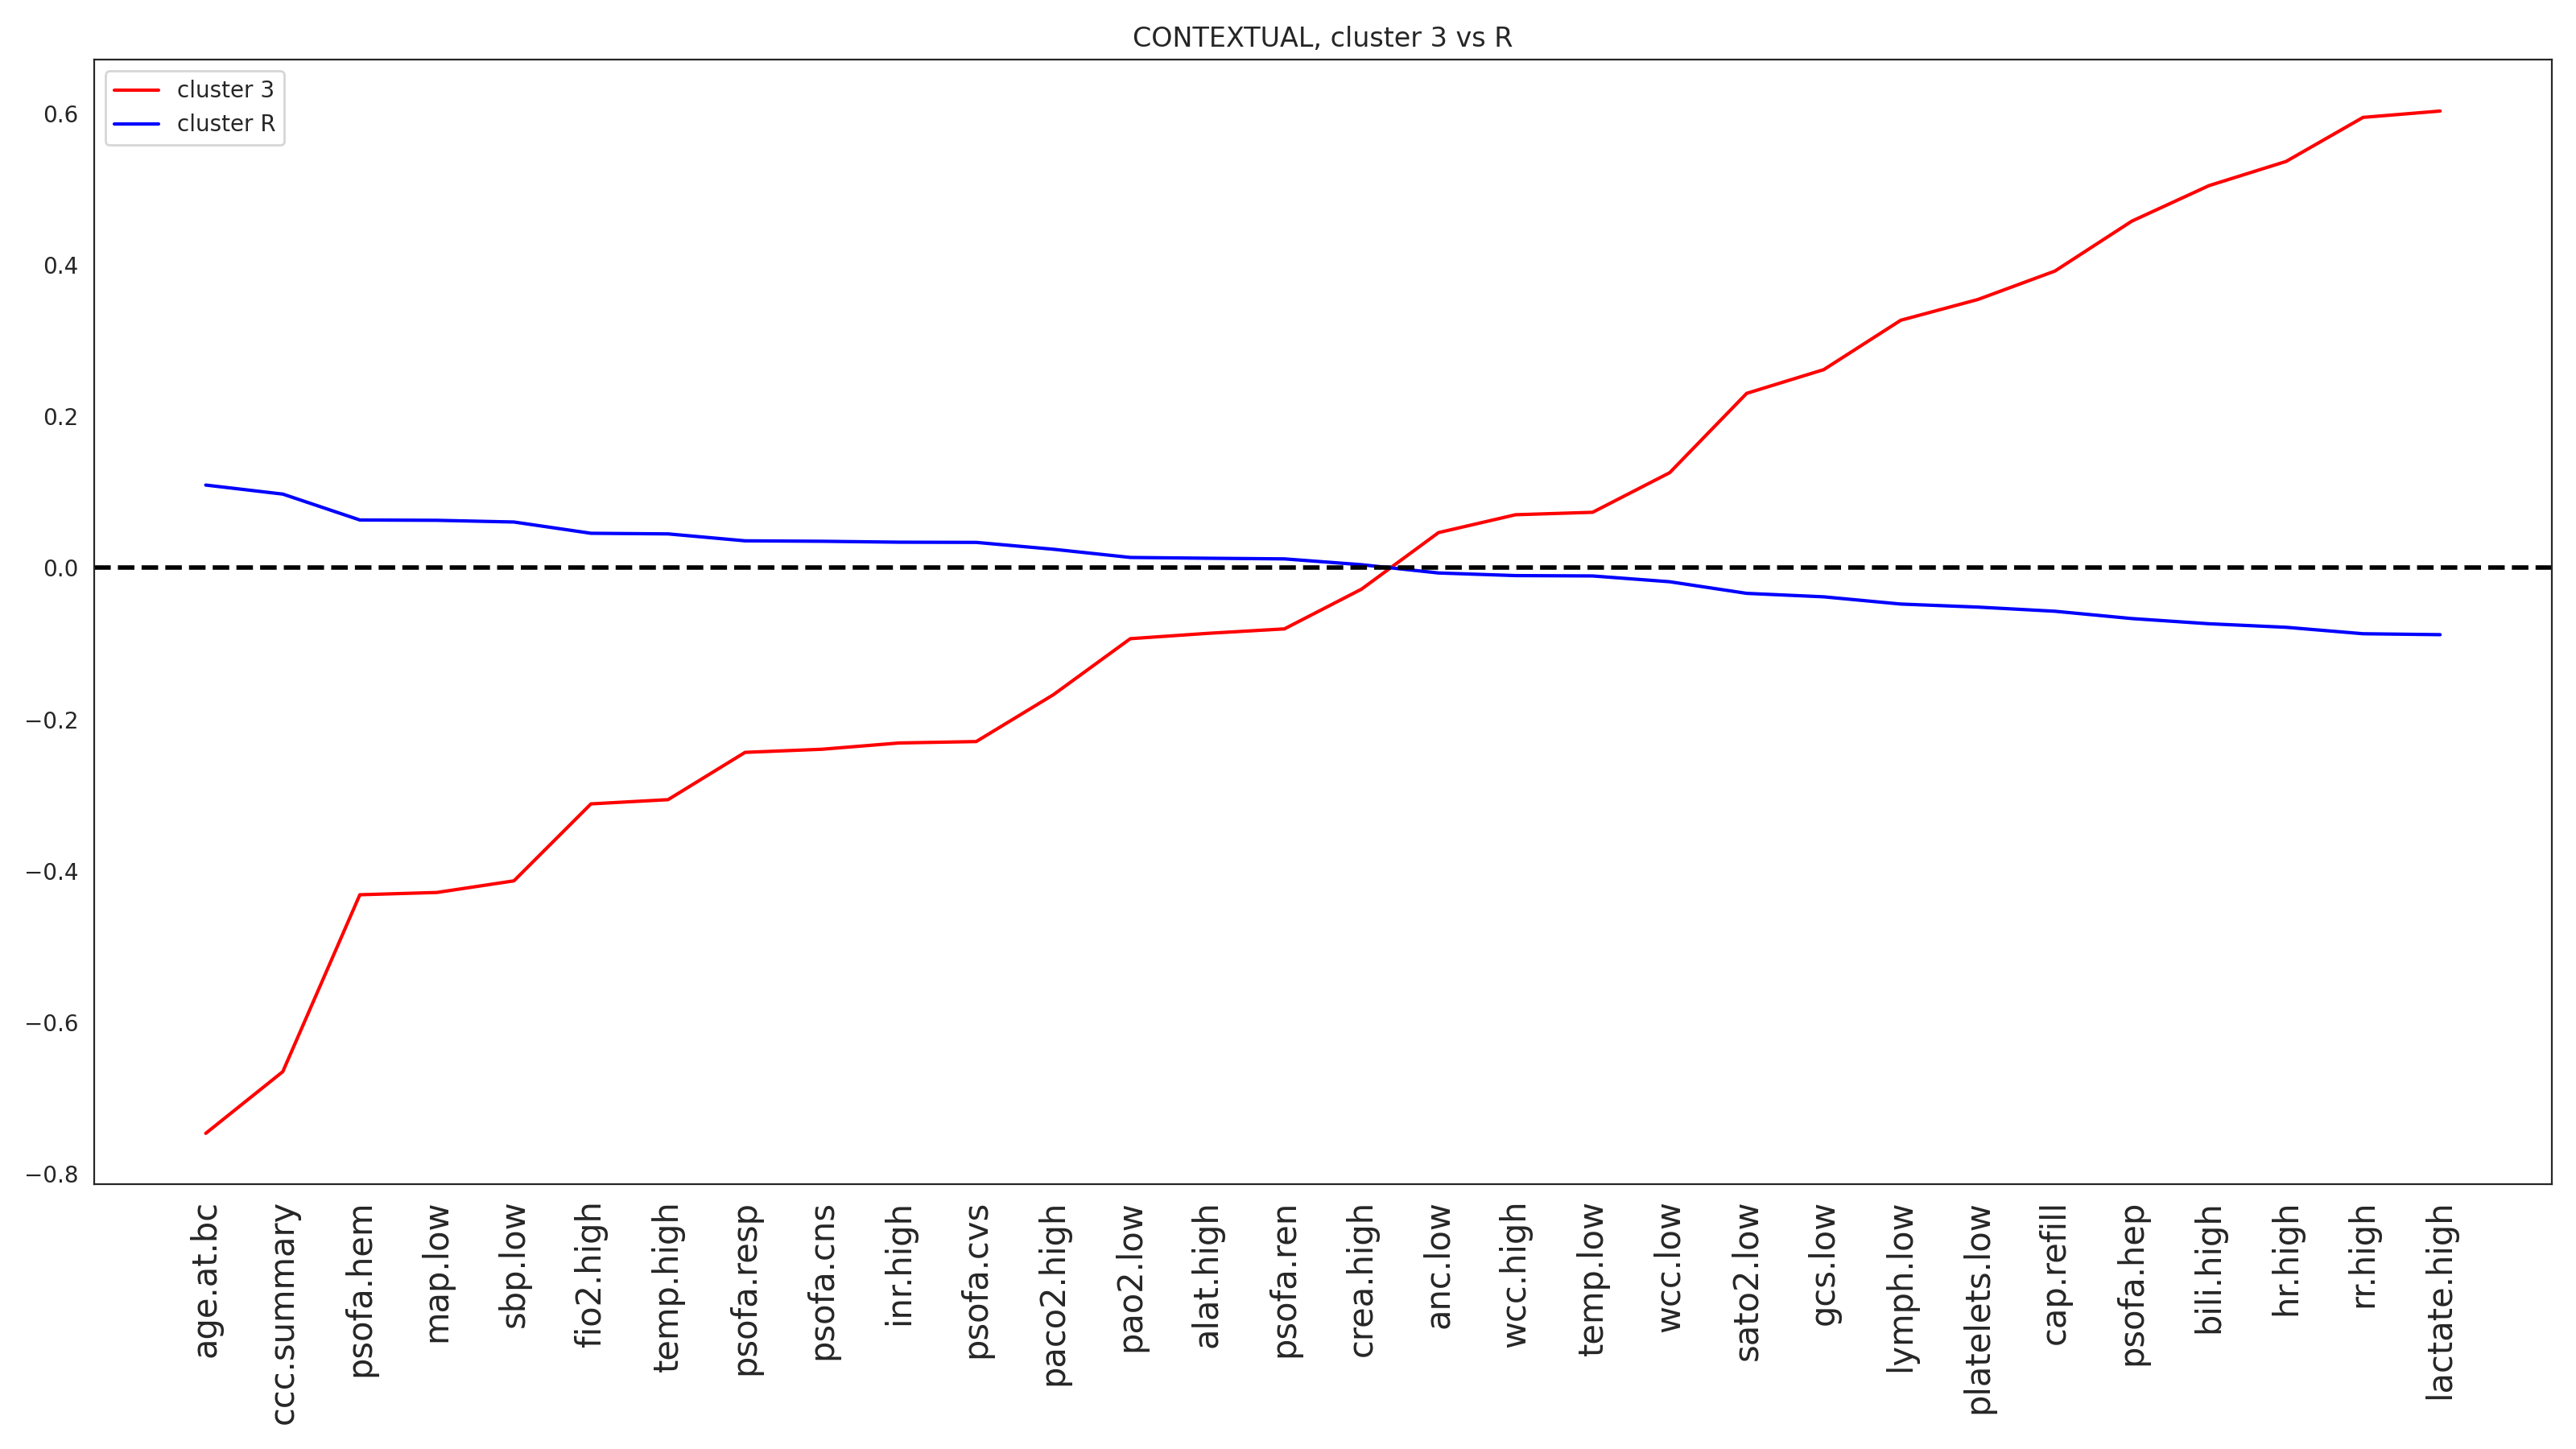 CONTEXTUAL, cluster 3 vs R
cluster 3
cluster R
0.6
0.4
0.2
0.0
−0.2
−0.4
−0.6
−0.8
age.at.bc
ccc.summary
psofa.hem
map.low
sbp.low
fio2.high
temp.high
psofa.resp
psofa.cns
inr.high
psofa.cvs
paco2.high
pao2.low
alat.high
psofa.ren
crea.high
anc.low
wcc.high
temp.low
wcc.low
sato2.low
gcs.low
lymph.low
platelets.low
cap.refill
psofa.hep
bili.high
hr.high
rr.high
lactate.high